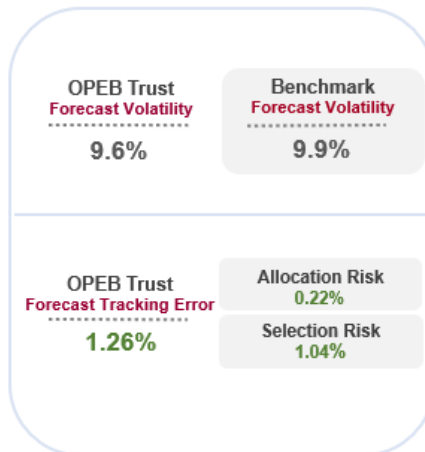 OPEB Trust
Forecast Volatility
9.6%
Benchmark
Forecast Volatility
9.9%
OPEB Trust
Forecast Tracking Error
1.26%
Allocation Risk
0.22%
Selection Risk
1.04%